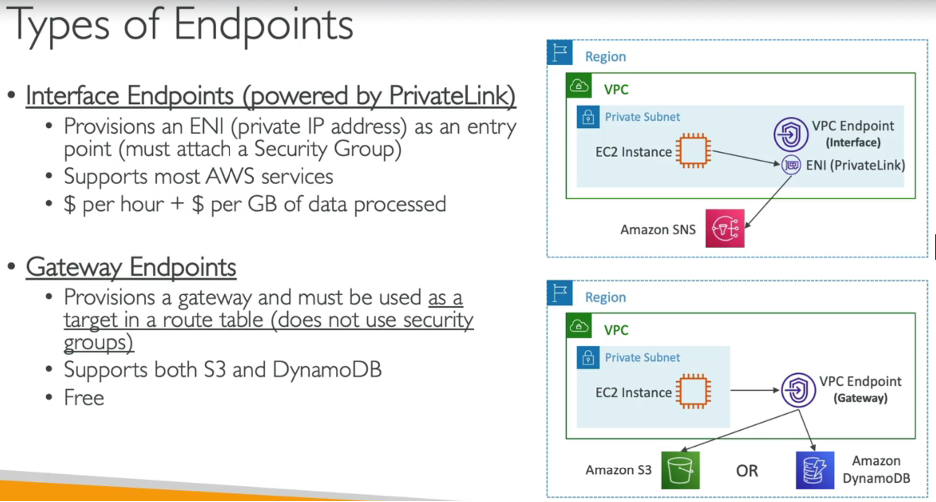 Types of Endpoints
• Interface Endpoints (powered by PrivateLink)
• Provisions an ENI (private IP address) as an entry
point (must attach a Security Group)
• Supports most AWS services
• $ per hour + $ per GB of data processed
• Gateway Endpoints
• Provisions a gateway and must be used as a
target in a route table (does not use security
groups)
• Supports both S3 and DynamoDB
• Free
Region
VPC
Private Subnet
EC2 Instance
VPC Endpoint
(Interface)
ENI (PrivateLink)
Amazon SNS
Region
VPC
Private Subnet
EC2 Instance
VPC Endpoint
(Gateway)
Amazon S3
OR
Amazon
DynamoDB